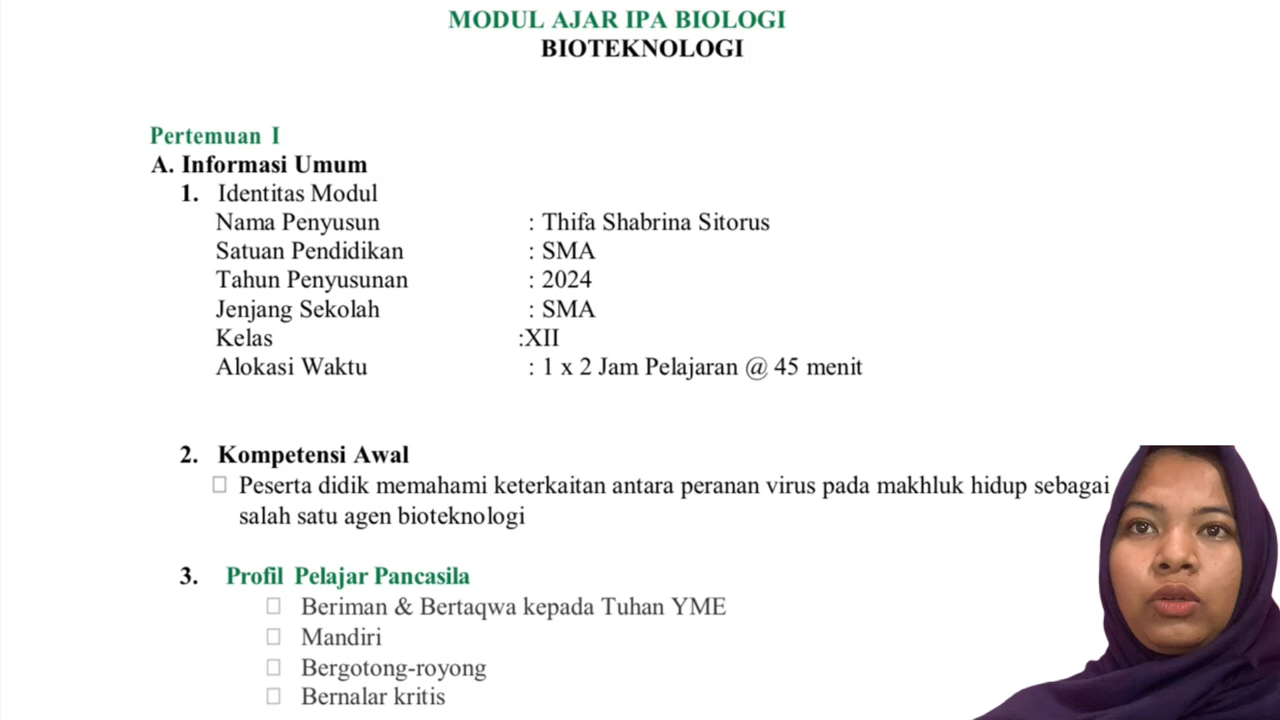 MODUL AJAR IPA BIOLOGI
BIOTEKNOLOGI
Pertemuan I
A. Informasi Umum
1. Identitas Modul
Nama Penyusun : Thifa Shabrina Sitorus
Satuan Pendidikan : SMA
Tahun Penyusunan : 2024
Jenjang Sekolah : SMA
Kelas :XII
Alokasi Waktu : 1 x 2 Jam Pelajaran @ 45 menit
2. Kompetensi Awal
Peserta didik memahami keterkaitan antara peranan virus pada makhluk hidup sebagai
salah satu agen bioteknologi
3. Profil Pelajar Pancasila
Beriman & Bertaqwa kepada Tuhan YME
Mandiri
Bergotong-royong
Bernalar kritis